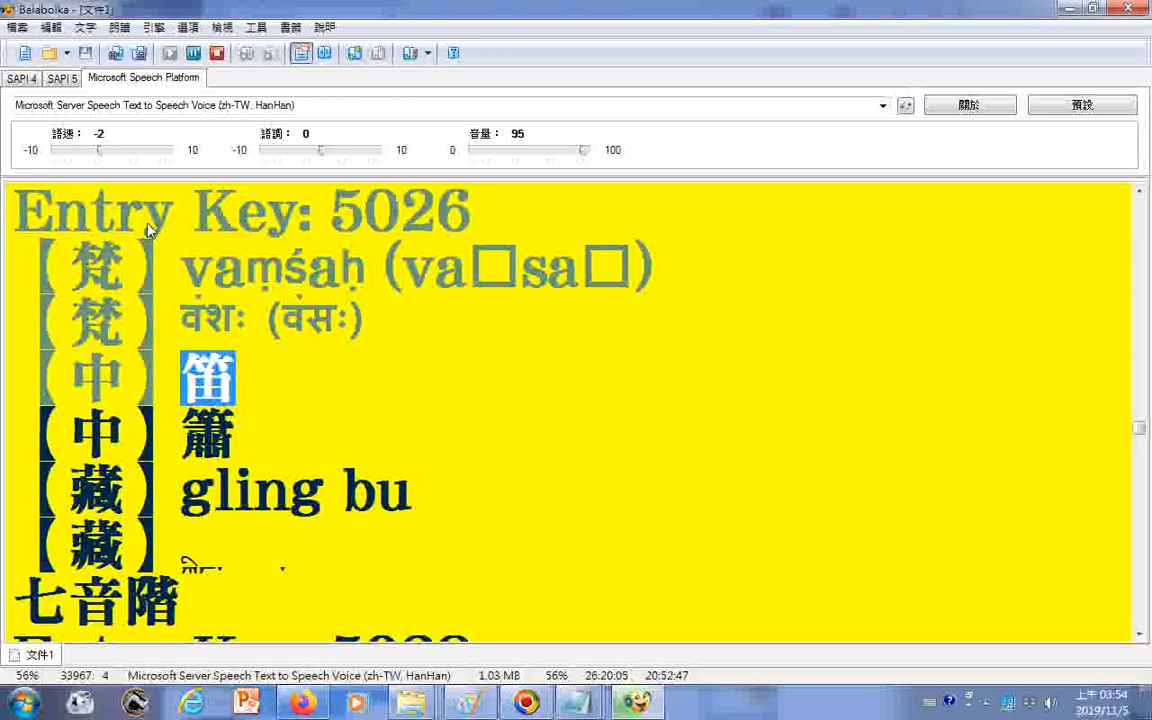 Balabolka - [文件1]
檔案 編輯 文字 朗讀 引擎 選項 檢視 工具 書籤 說明
SAPI 4 SAPI 5 Microsoft Speech Platform
Microsoft Server Speech Text to Speech Voice (zh-TW, HanHan) 關於 預設
語速： -2 語調： 0 音量： 95
-10 10 -10 10 0 100
Entry Key: 5026
【梵】 vaṃśaḥ (va□sa□)
【梵】 वंशः (वंसः)
【中】 笛
【中】 簫
【藏】 gling bu
【藏】
七音階
文件1
56% 33967: 4 Microsoft Server Speech Text to Speech Voice (zh-TW, HanHan) 1.03 MB 56% 26:20:05 20:52:47
上午 03:54
2019/11/5